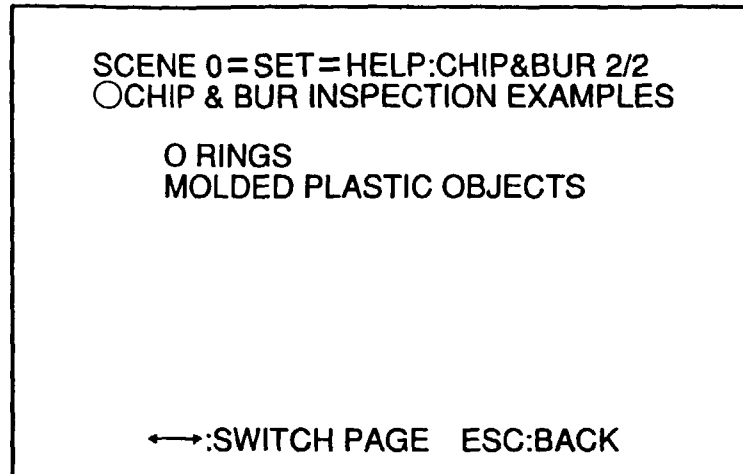 SCENE 0=SET=HELP:CHIP&BUR 2/2
○CHIP & BUR INSPECTION EXAMPLES
O RINGS
MOLDED PLASTIC OBJECTS
←→:SWITCH PAGE ESC:BACK